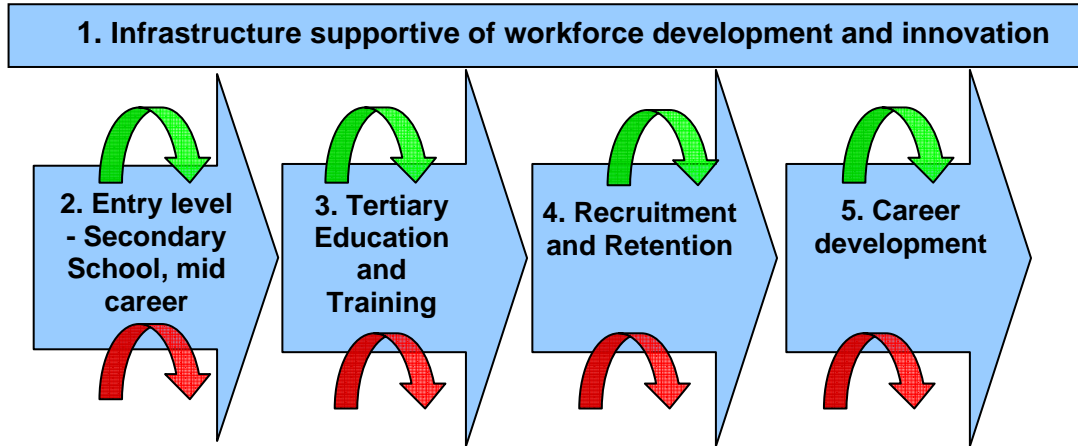 1. Infrastructure supportive of workforce development and innovation
2. Entry level
- Secondary
School, mid
career
3. Tertiary
Education
and
Training
4. Recruitment
and Retention
5. Career
development